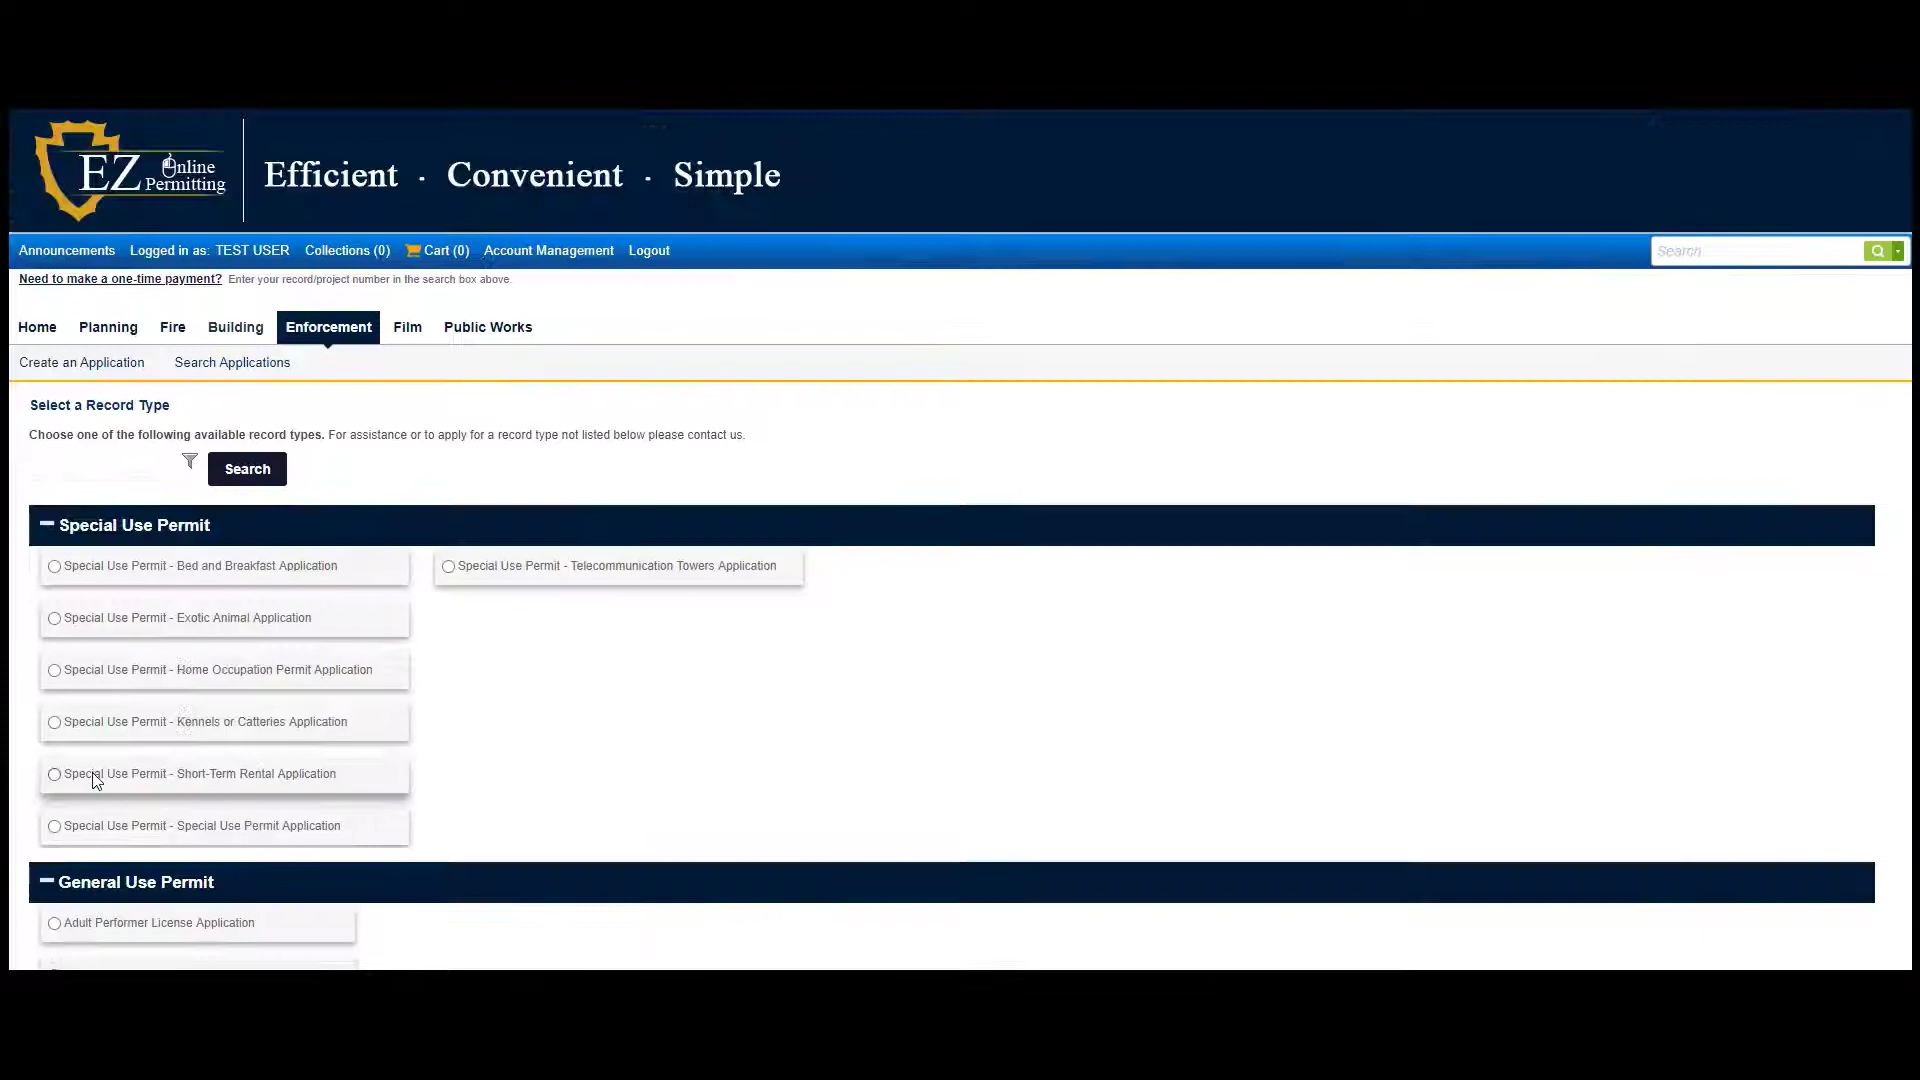 EZ Online Permitting
Efficient · Convenient · Simple
Announcements Logged in as: TEST USER Collections (0) Cart (0) Account Management Logout Search
Need to make a one-time payment? Enter your record/project number in the search box above.
Home Planning Fire Building Enforcement Film Public Works
Create an Application Search Applications
Select a Record Type
Choose one of the following available record types. For assistance or to apply for a record type not listed below please contact us.
Search
Special Use Permit
Special Use Permit - Bed and Breakfast Application Special Use Permit - Telecommunication Towers Application
Special Use Permit - Exotic Animal Application
Special Use Permit - Home Occupation Permit Application
Special Use Permit - Kennels or Catteries Application
Special Use Permit - Short-Term Rental Application
Special Use Permit - Special Use Permit Application
General Use Permit
Adult Performer License Application